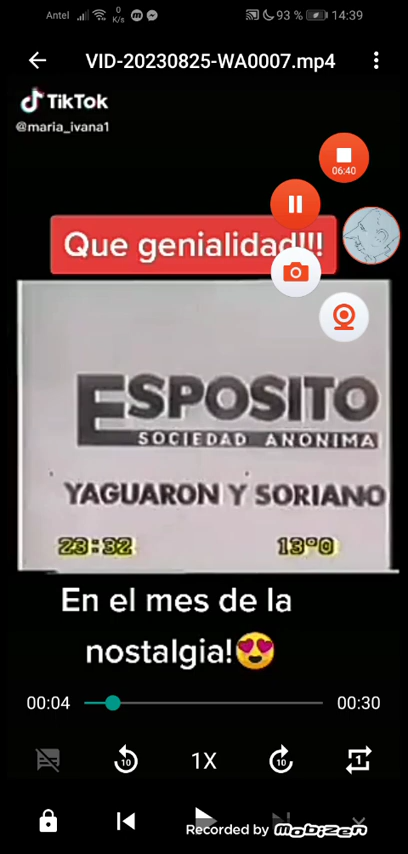 Antel 0 K/s 93 % 14:39
VID-20230825-WA0007.mp4
TikTok
@maria_ivana1
06:40
Que genialidad!!!
ESPOSITO
SOCIEDAD ANONIMA
YAGUARON Y SORIANO
23:32 13°0
En el mes de la
nostalgia!😍
00:04 00:30
10 1X 10 1
Recorded by Mobizen